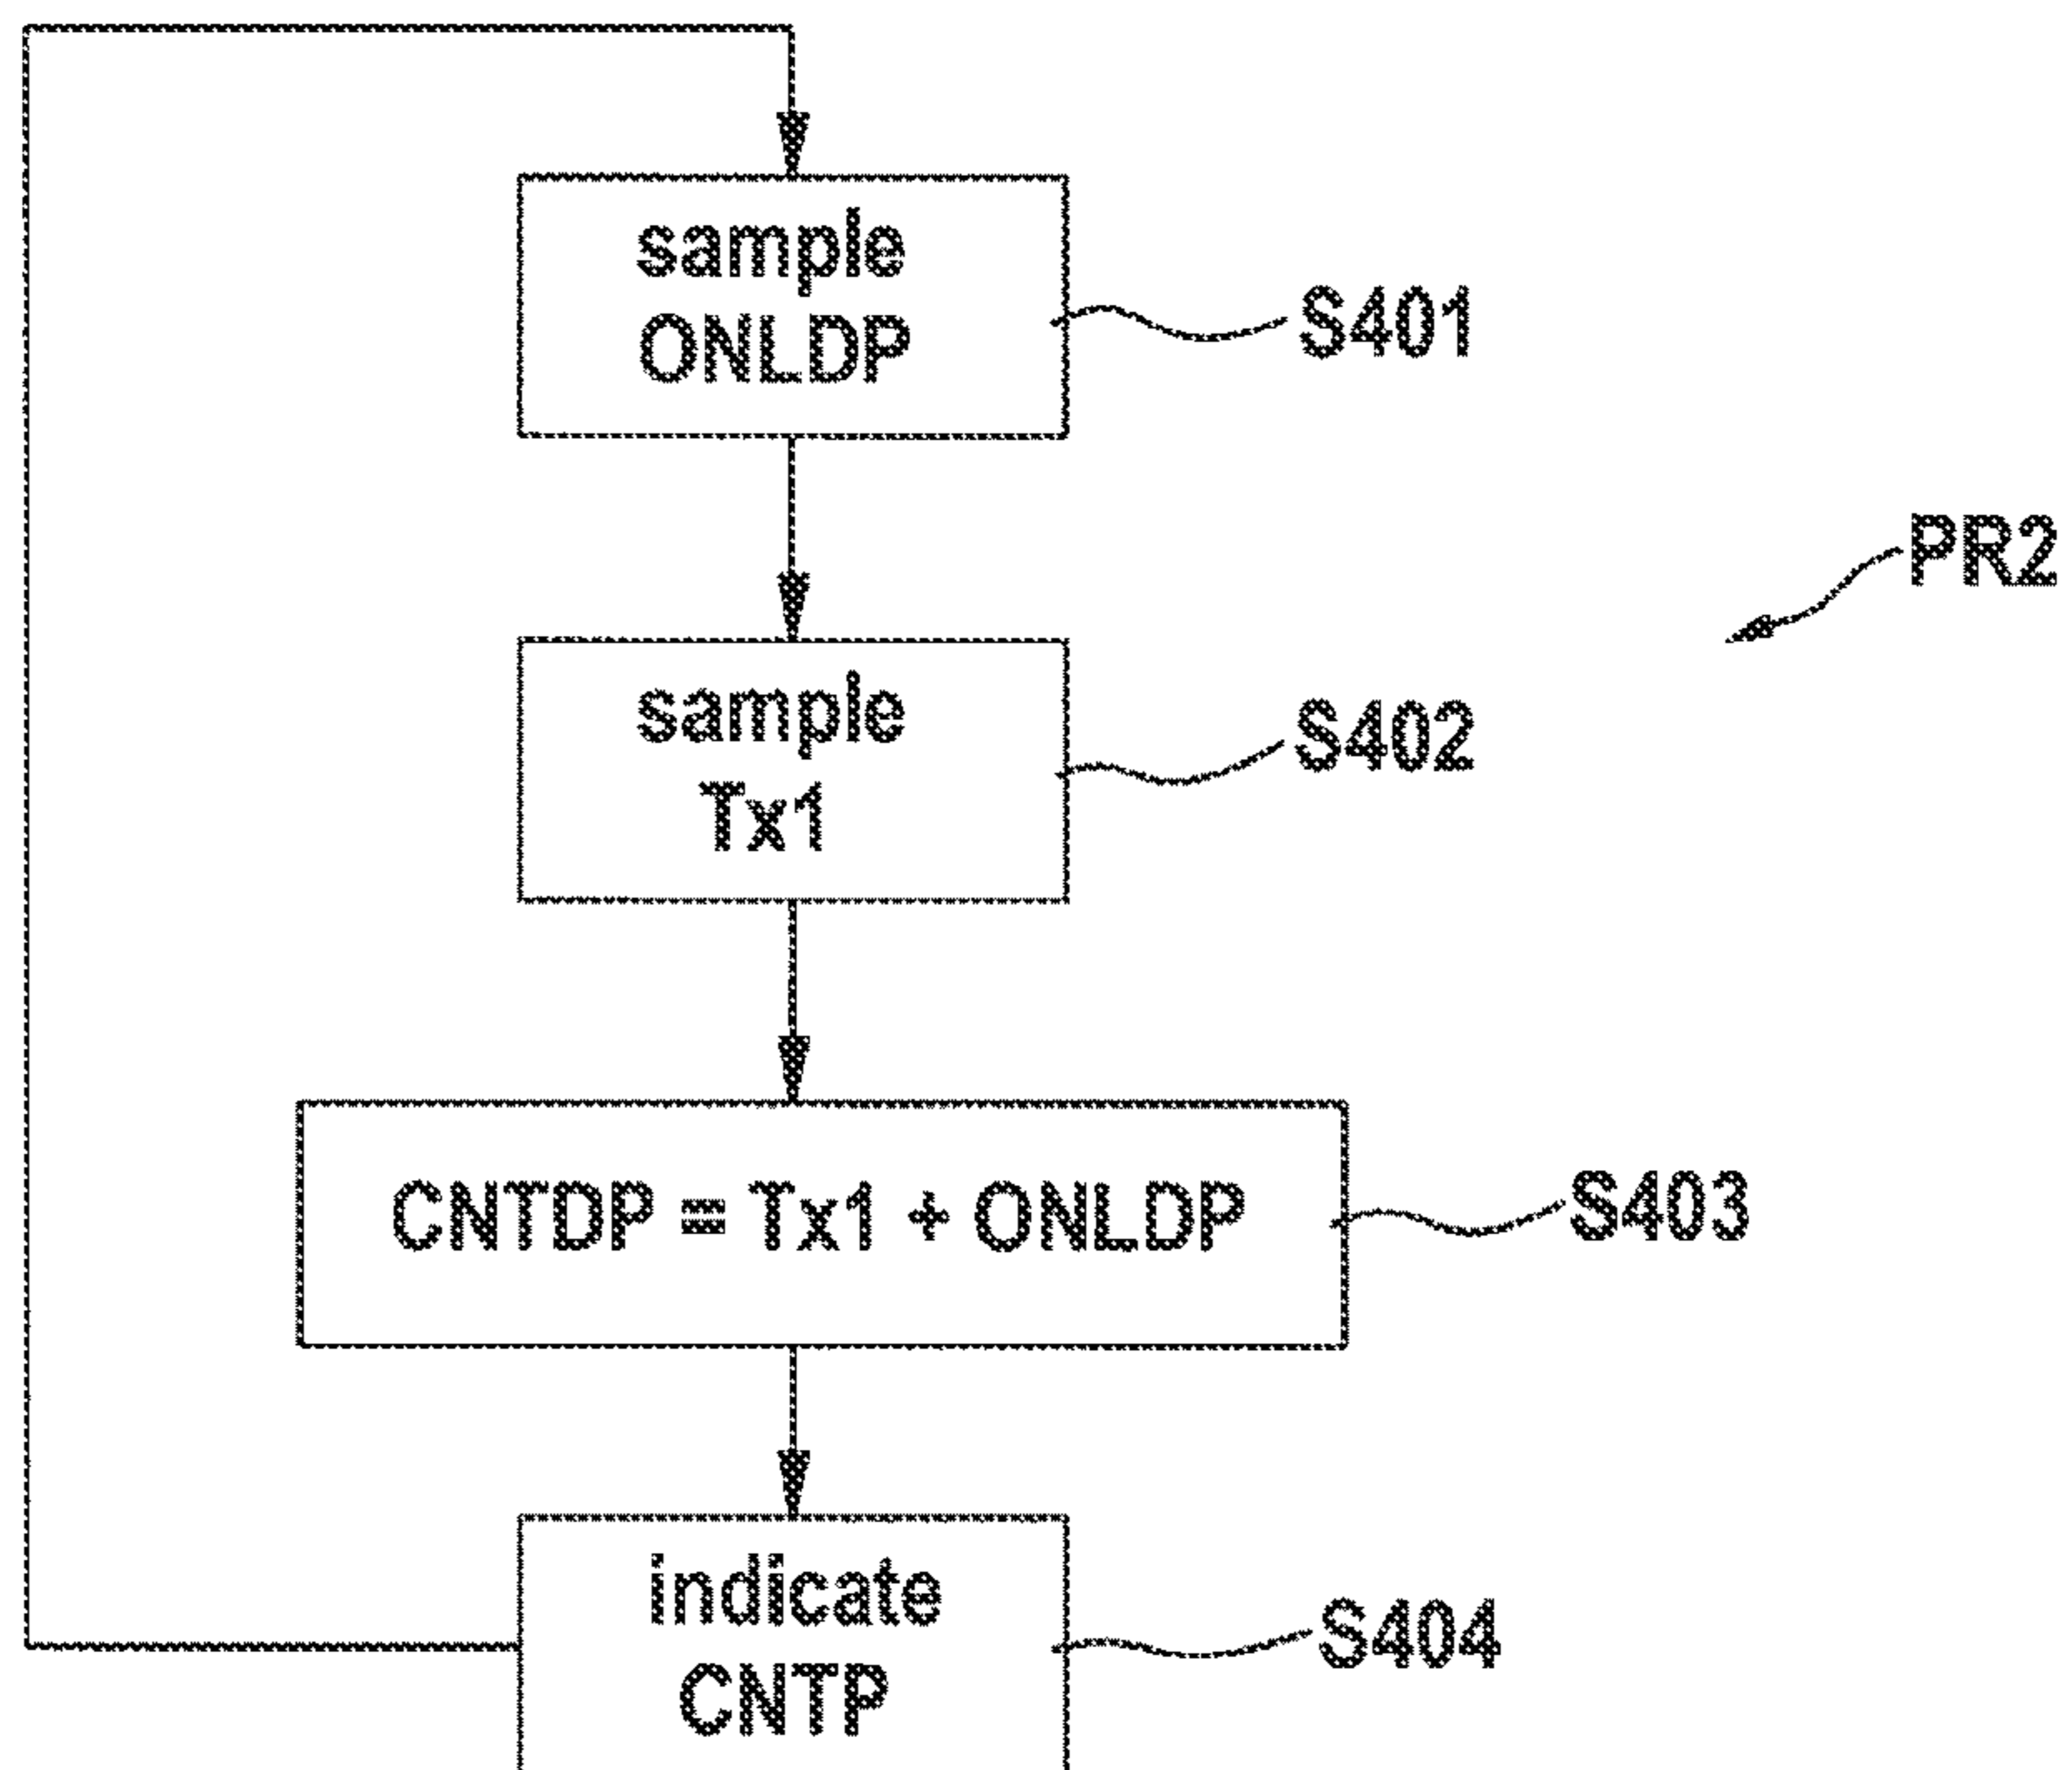 sample
ONLDP
S401
PR2
sample
Tx1
S402
CNTDP = Tx1 + ONLDP
S403
indicate
CNTP
S404